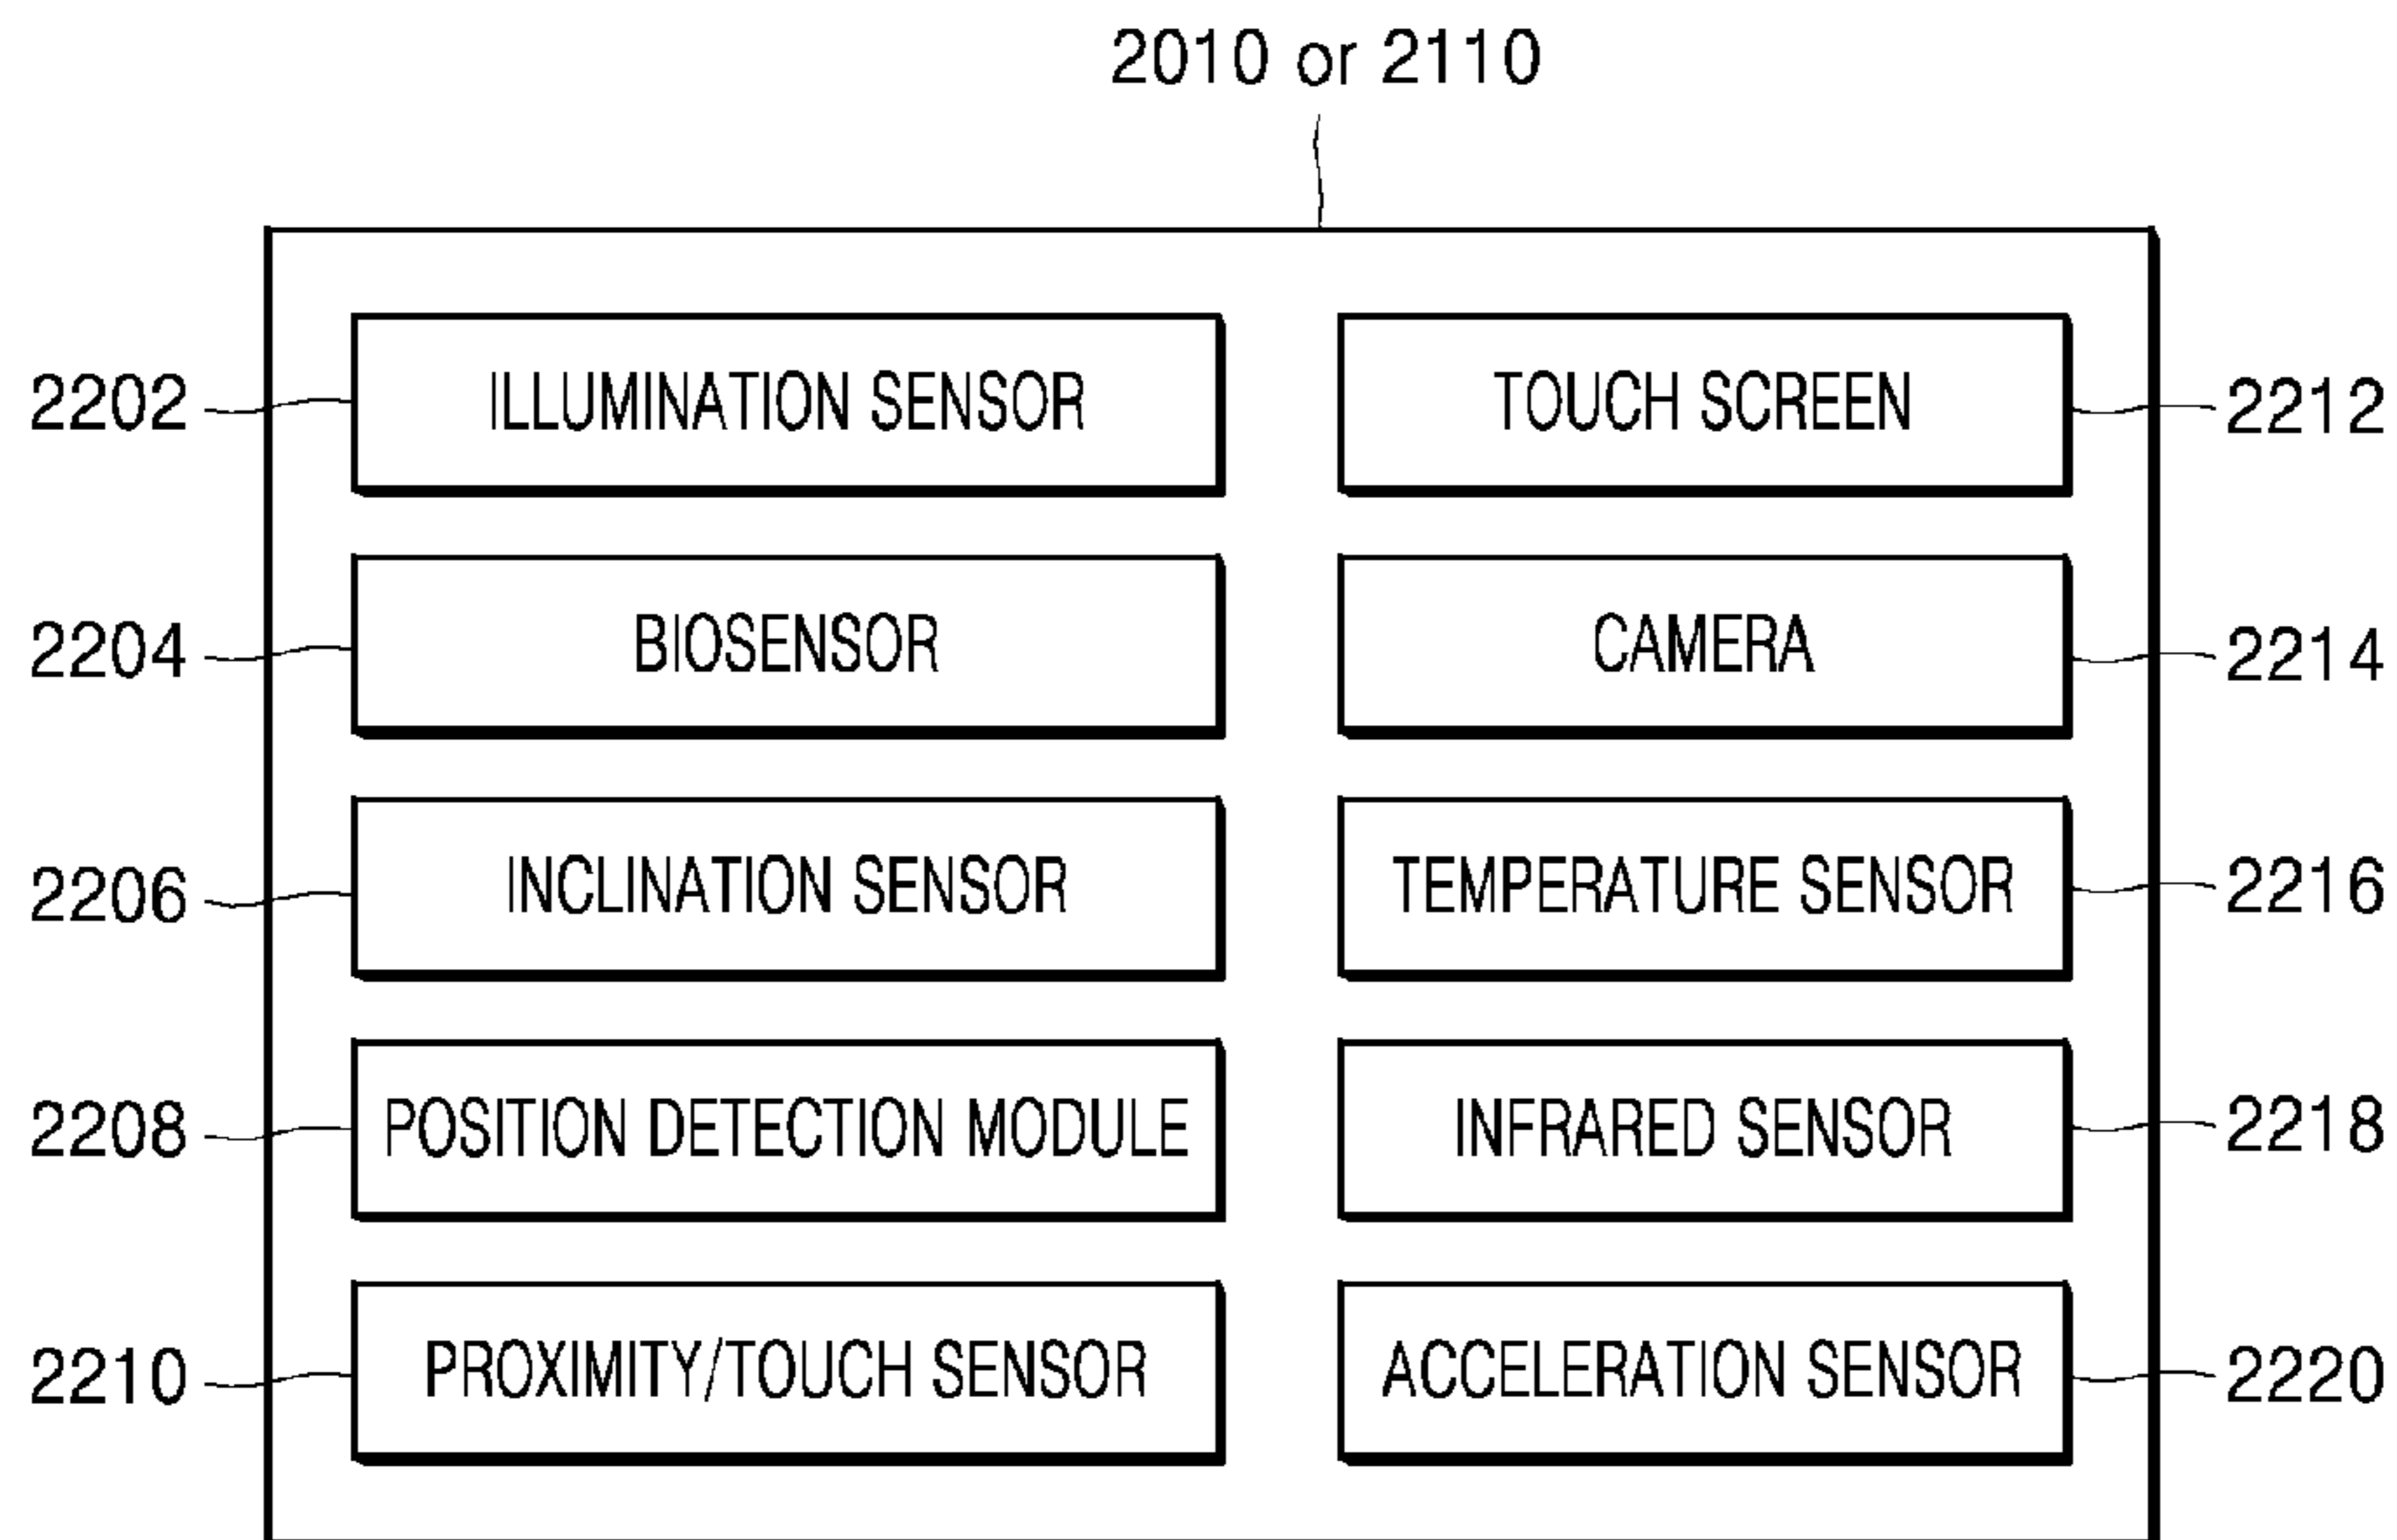 2010 or 2110
2202 ILLUMINATION SENSOR TOUCH SCREEN 2212
2204 BIOSENSOR CAMERA 2214
2206 INCLINATION SENSOR TEMPERATURE SENSOR 2216
2208 POSITION DETECTION MODULE INFRARED SENSOR 2218
2210 PROXIMITY/TOUCH SENSOR ACCELERATION SENSOR 2220